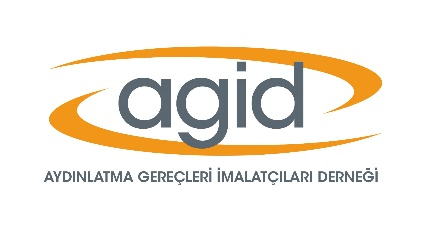 agid
AYDINLATMA GEREÇLERİ İMALATÇILARI DERNEĞİ